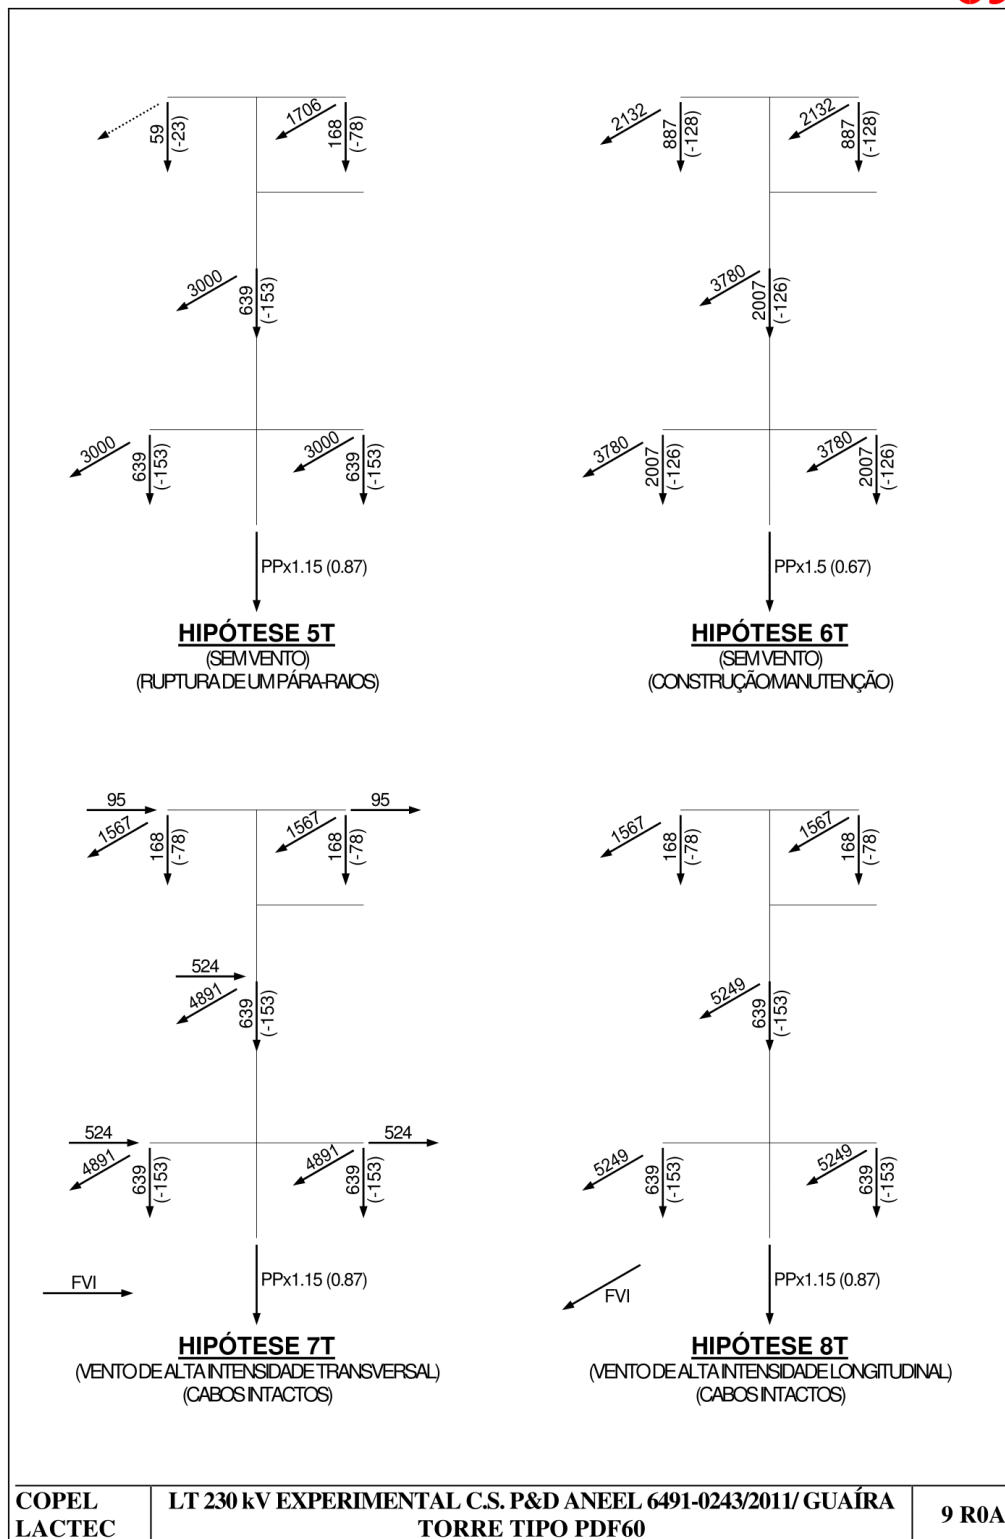 1706
59
(-23)
168
(-78)
3000
639
(-153)
3000
639
(-153)
3000
639
(-153)
PPx1.15 (0.87)
HIPÓTESE 5T
(SEM VENTO)
(RUPTURA DE UM PÁRA-RAIOS)
2132
887
(-128)
2132
887
(-128)
3780
2007
(-126)
3780
2007
(-126)
3780
2007
(-126)
PPx1.5 (0.67)
HIPÓTESE 6T
(SEM VENTO)
(CONSTRUÇÃO/MANUTENÇÃO)
95
1567
168
(-78)
1567
168
(-78)
95
524
4891
639
(-153)
524
4891
639
(-153)
4891
639
(-153)
524
FVI
PPx1.15 (0.87)
HIPÓTESE 7T
(VENTO DE ALTA INTENSIDADE TRANSVERSAL)
(CABOS INTACTOS)
1567
168
(-78)
1567
168
(-78)
5249
639
(-153)
5249
639
(-153)
5249
639
(-153)
FVI
PPx1.15 (0.87)
HIPÓTESE 8T
(VENTO DE ALTA INTENSIDADE LONGITUDINAL)
(CABOS INTACTOS)
COPEL
LACTEC
LT 230 kV EXPERIMENTAL C.S. P&D ANEEL 6491-0243/2011/ GUAÍRA
TORRE TIPO PDF60
9 R0A